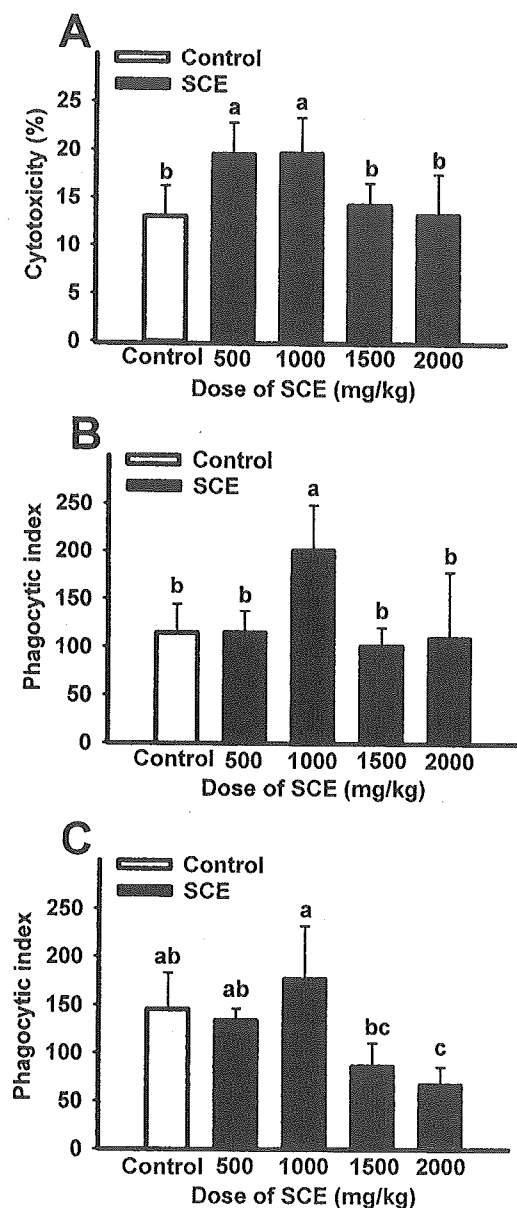 A
Control
SCE
a
a
b
b
b
Cytotoxicity (%)
25
20
15
10
5
0
Control 500 1000 1500 2000
Dose of SCE (mg/kg)
B
Control
SCE
a
b
b
b
b
Phagocytic index
250
200
150
100
50
0
Control 500 1000 1500 2000
Dose of SCE (mg/kg)
C
Control
SCE
a
ab
ab
bc
c
Phagocytic index
250
200
150
100
50
0
Control 500 1000 1500 2000
Dose of SCE (mg/kg)